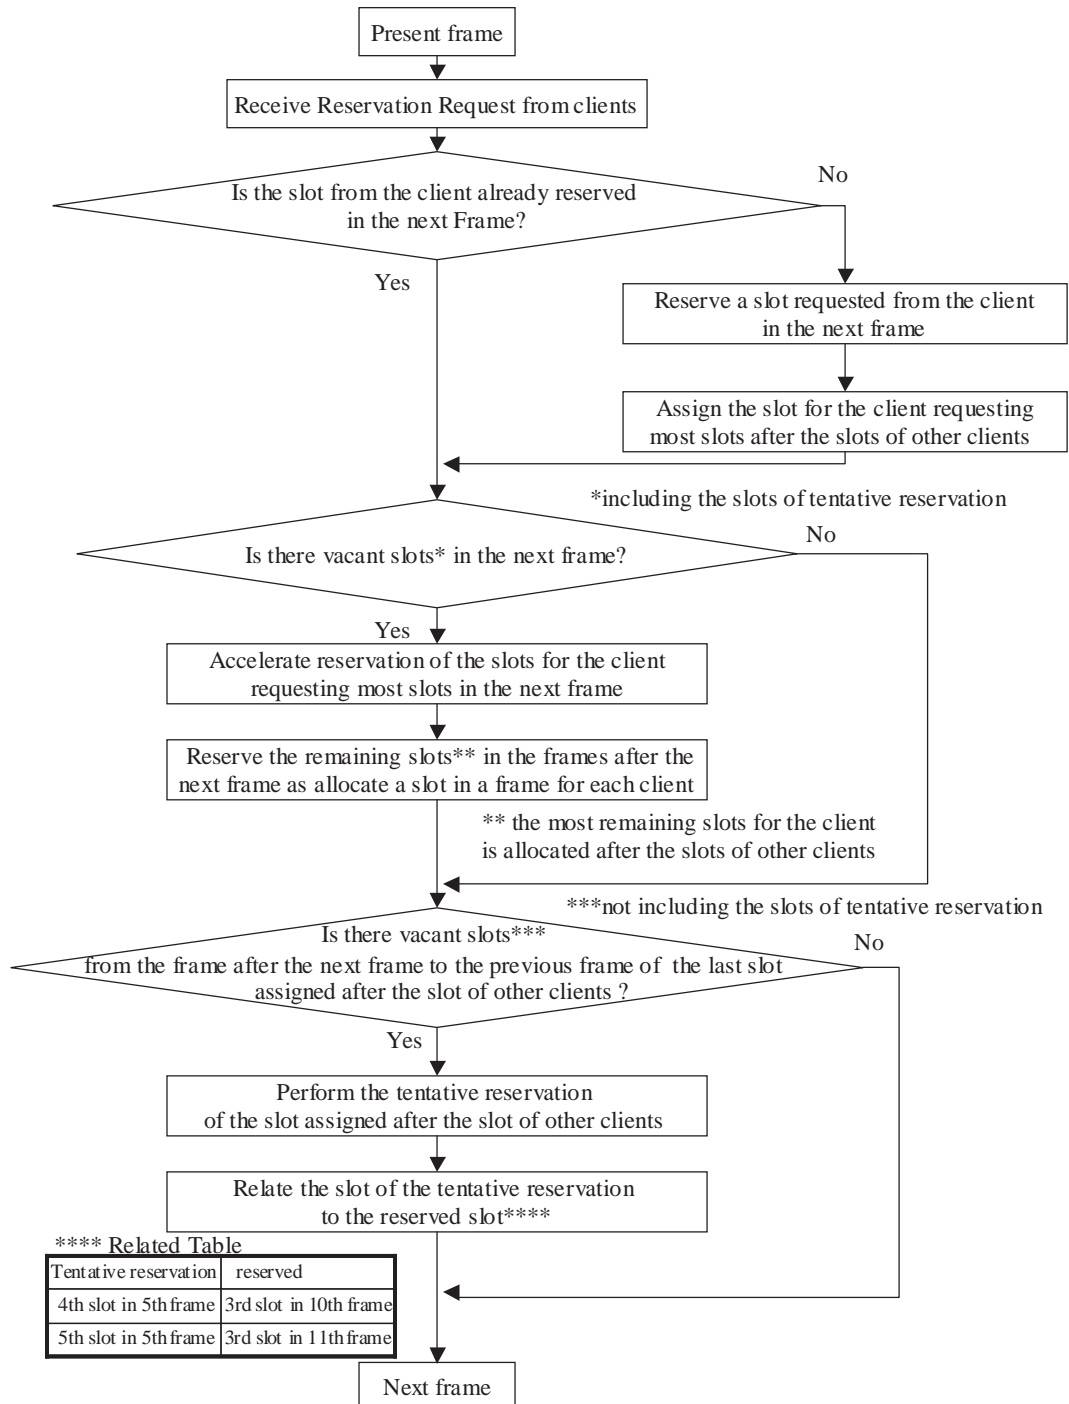 Present frame
Receive Reservation Request from clients
Is the slot from the client already reserved
in the next Frame?
No
Yes
Reserve a slot requested from the client
in the next frame
Assign the slot for the client requesting
most slots after the slots of other clients
*including the slots of tentative reservation
Is there vacant slots* in the next frame?
No
Yes
Accelerate reservation of the slots for the client
requesting most slots in the next frame
Reserve the remaining slots** in the frames after the
next frame as allocate a slot in a frame for each client
** the most remaining slots for the client
is allocated after the slots of other clients
***not including the slots of tentative reservation
Is there vacant slots***
from the frame after the next frame to the previous frame of the last slot
assigned after the slot of other clients ?
No
Yes
Perform the tentative reservation
of the slot assigned after the slot of other clients
Relate the slot of the tentative reservation
to the reserved slot****
**** Related Table
Tentative reservation reserved
4th slot in 5th frame 3rd slot in 10th frame
5th slot in 5th frame 3rd slot in 11th frame
Next frame